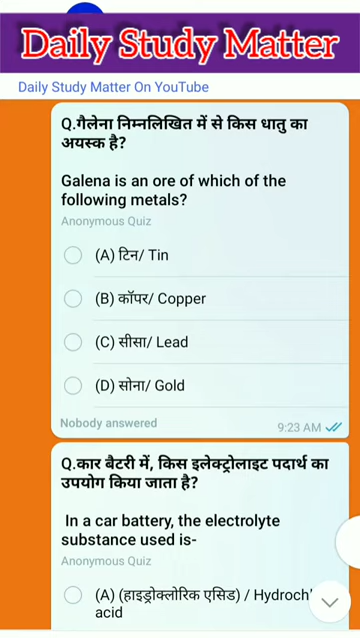 Daily Study Matter
Daily Study Matter On YouTube
Q.गैलेना निम्नलिखित में से किस धातु का
अयस्क है?
Galena is an ore of which of the
following metals?
Anonymous Quiz
(A) टिन/ Tin
(B) कॉपर/ Copper
(C) सीसा/ Lead
(D) सोना/ Gold
Nobody answered
9:23 AM
Q.कार बैटरी में, किस इलेक्ट्रोलाइट पदार्थ का
उपयोग किया जाता है?
In a car battery, the electrolyte
substance used is-
Anonymous Quiz
(A) (हाइड्रोक्लोरिक एसिड) /
acid